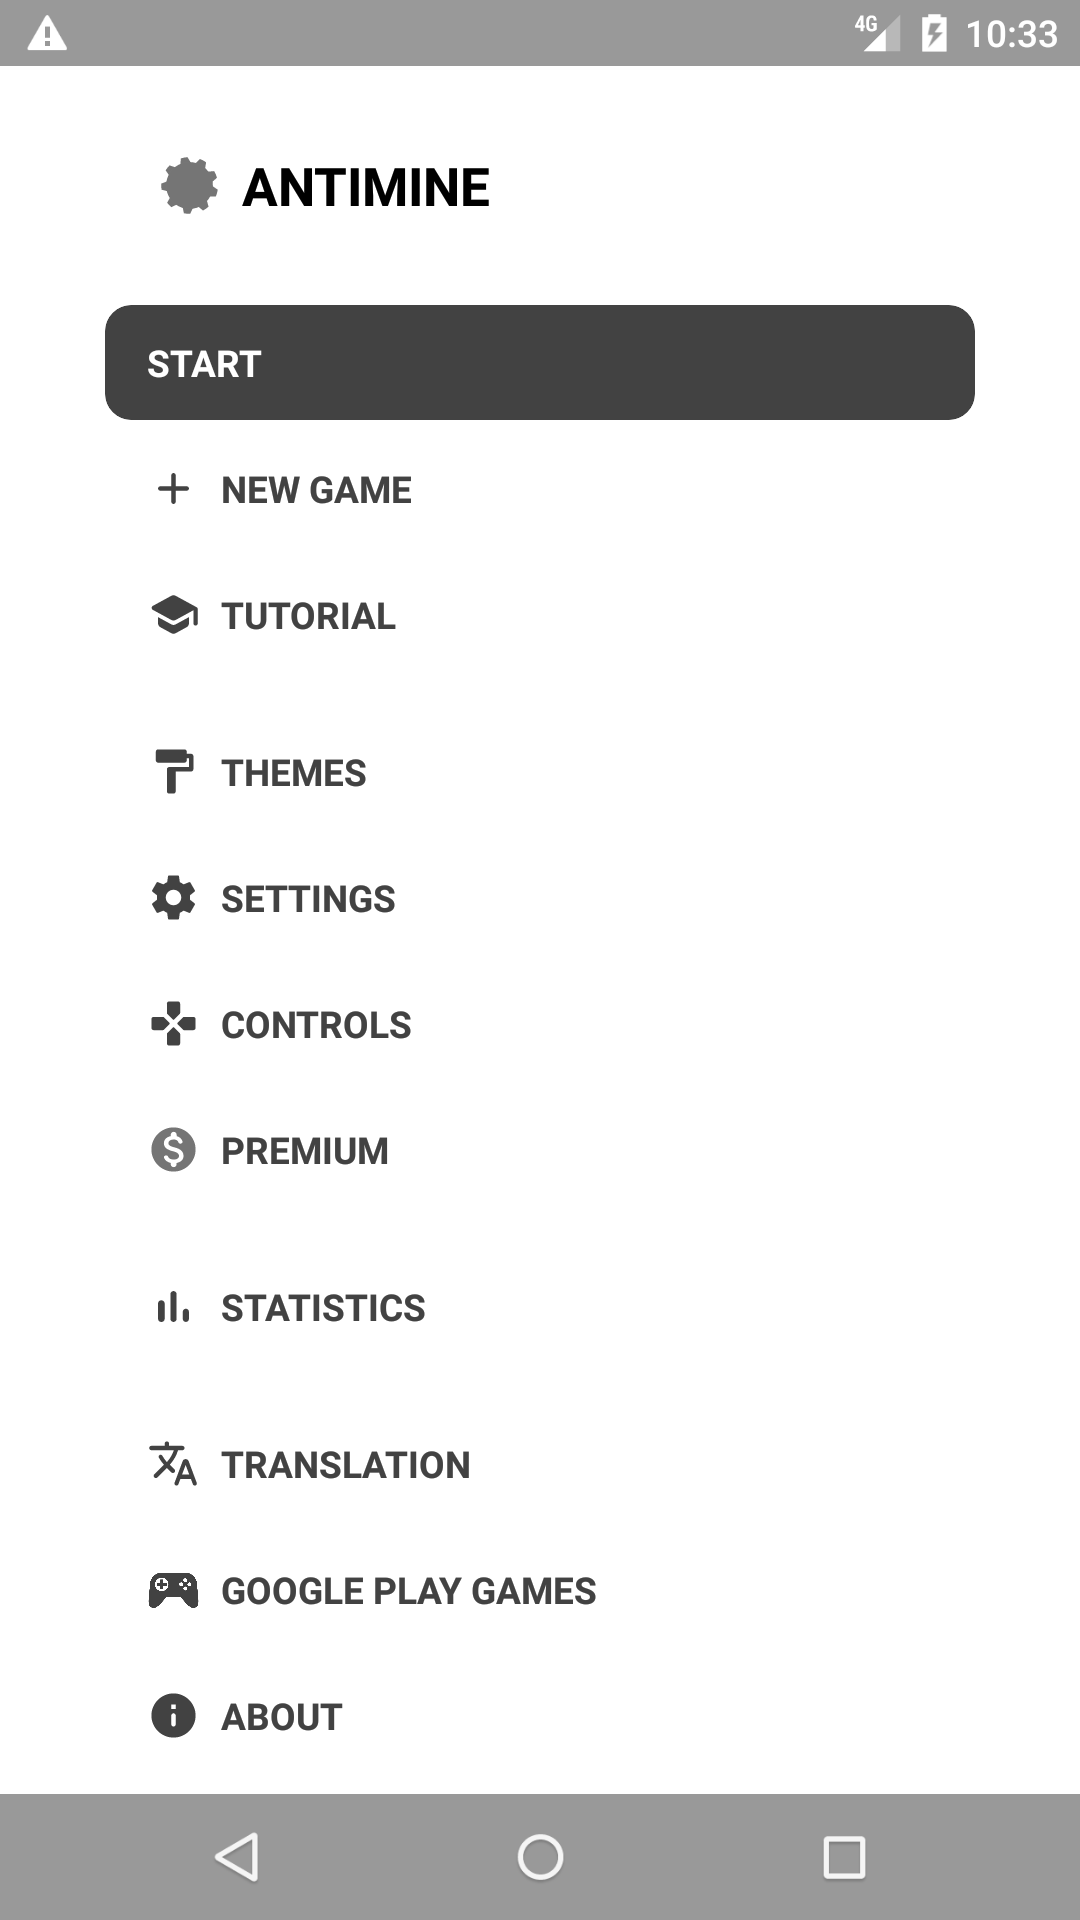 4G 10:33
ANTIMINE
START
NEW GAME
TUTORIAL
THEMES
SETTINGS
CONTROLS
PREMIUM
STATISTICS
TRANSLATION
GOOGLE PLAY GAMES
ABOUT